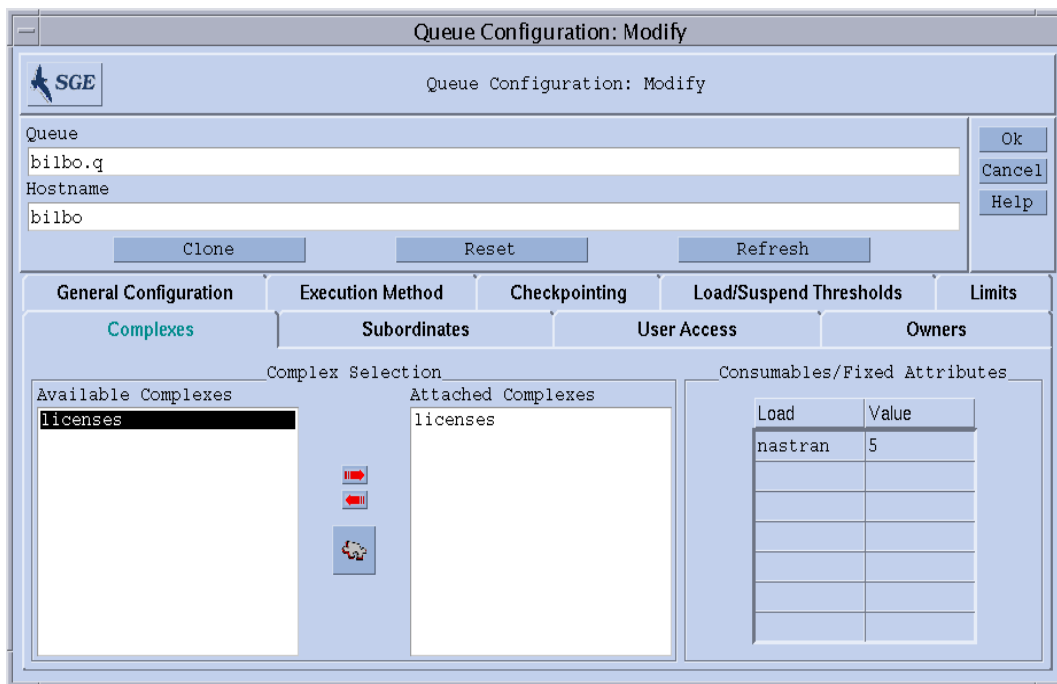 Queue Configuration: Modify
SGE
Queue Configuration: Modify
Queue
bilbo.q
Hostname
bilbo
Ok
Cancel
Help
Clone Reset Refresh
General Configuration Execution Method Checkpointing Load/Suspend Thresholds Limits
Complexes Subordinates User Access Owners
Complex Selection
Available Complexes
licenses
Attached Complexes
licenses
Consumables/Fixed Attributes
Load Value
nastran 5